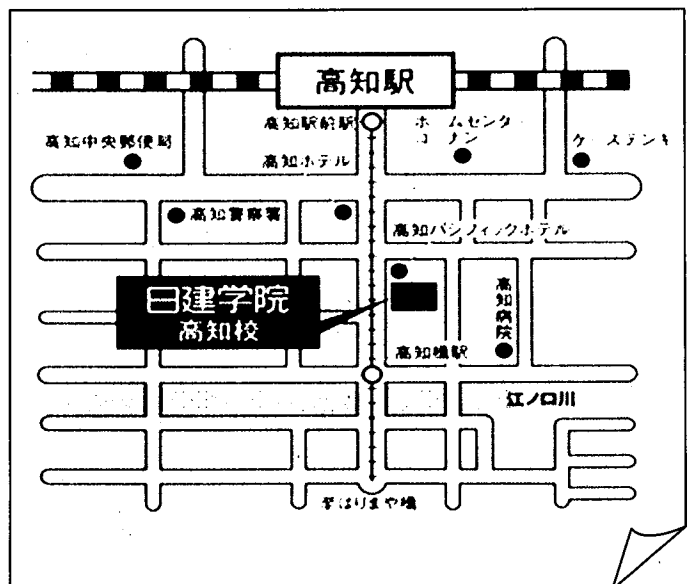 高知駅
高知駅前駅
ホームセンター
コーナン
高知中央郵便局
高知ホテル
ケーズデンキ
高知警察署
高知パシフィックホテル
日建学院
高知校
高知病院
高知橋駅
江ノ口川
至はりまや橋